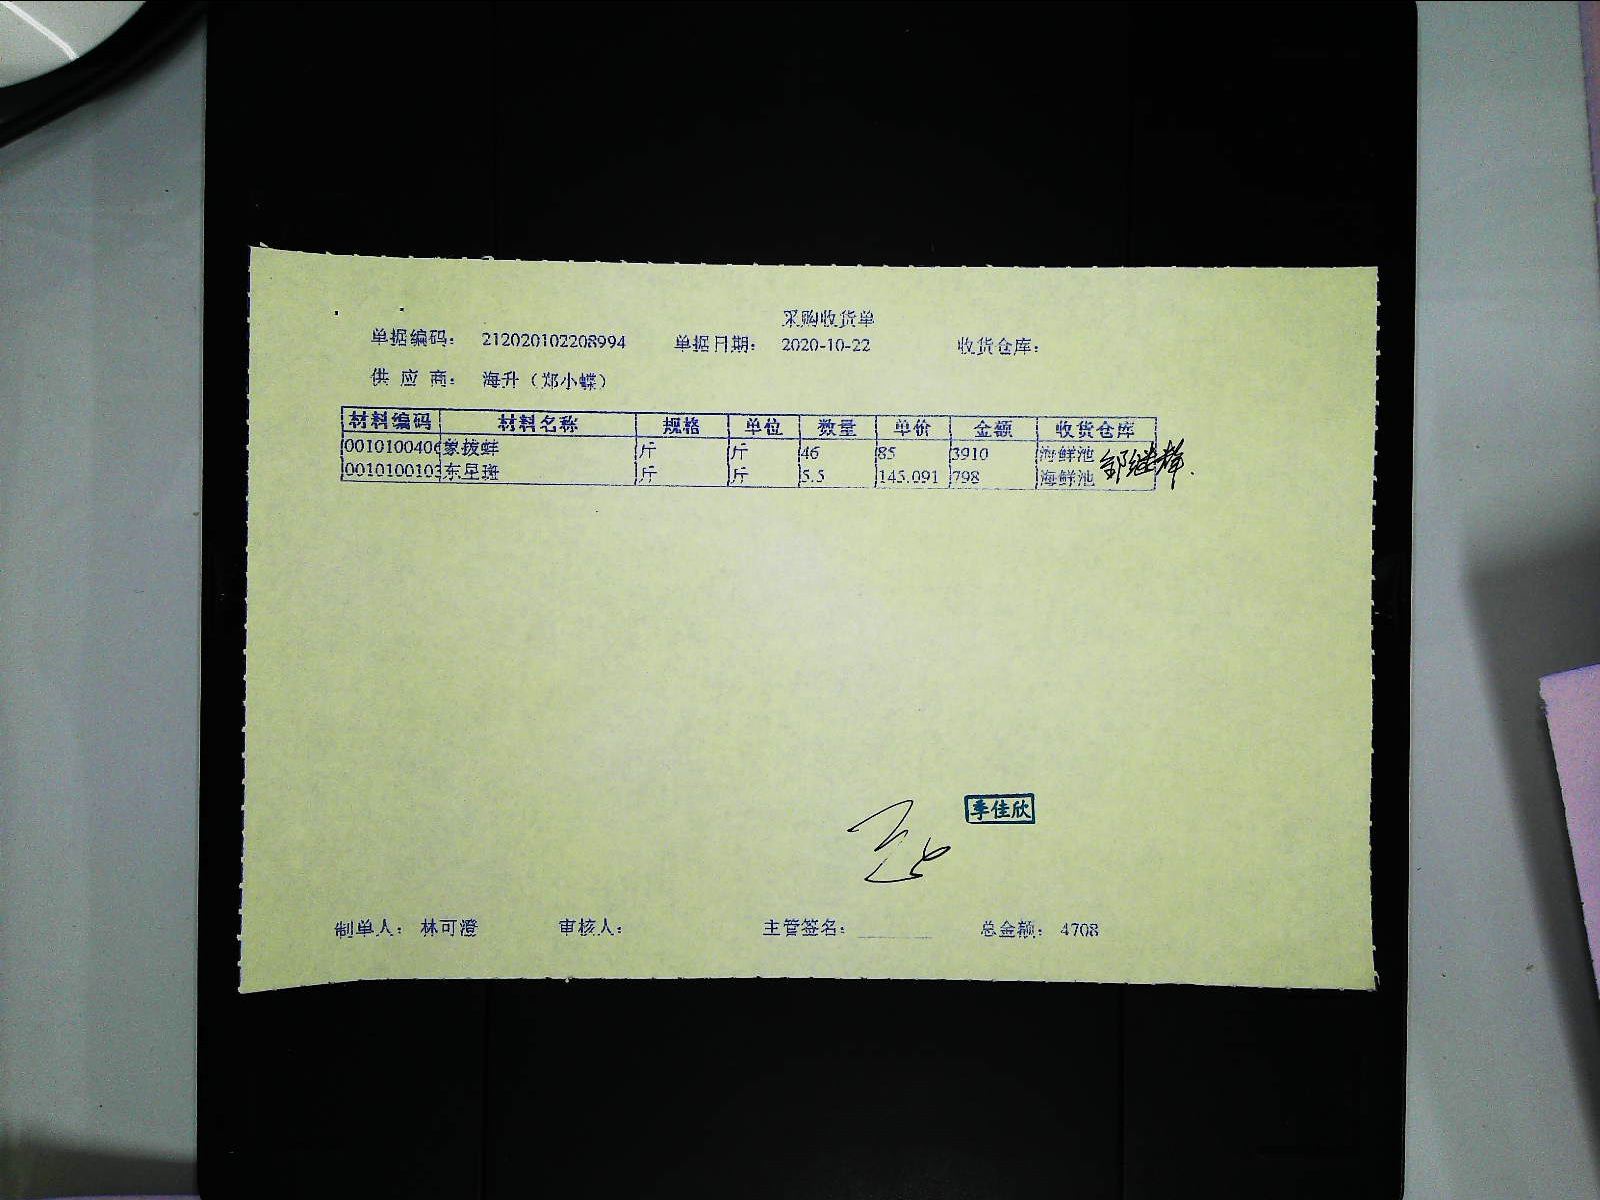 采购收货单
单据编码： 212020102208994 单据日期： 2020-10-22 收货仓库：
供 应 商： 海升（郑小蝶）
材料编码 材料名称 规格 单位 数量 单价 金额 收货仓库
0010100406 象拔蚌 斤 斤 46 85 3910 海鲜池
0010100103 东星斑 斤 斤 5.5 145.091 798 海鲜池
季佳欣
制单人： 林可澄 审核人： 主管签名： 总金额： 4708